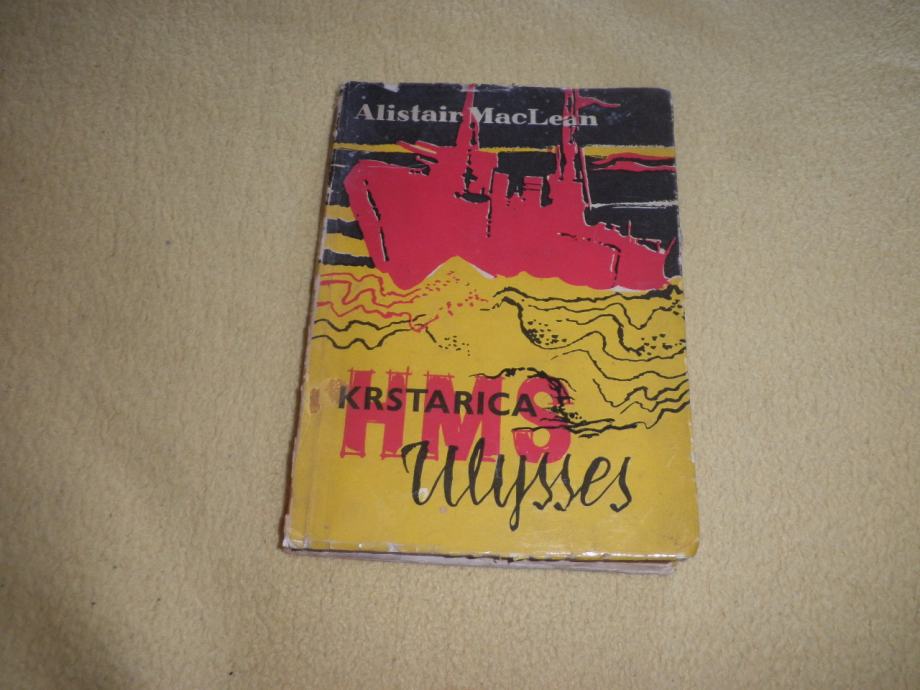 Alistair MacLean
KRSTARICA
HMS
Ulysses